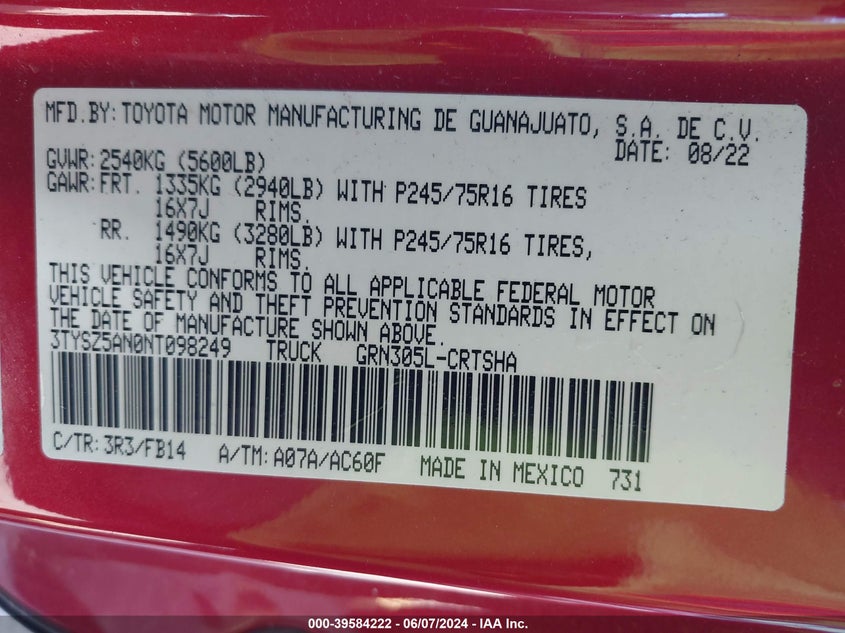 MFD.BY:TOYOTA MOTOR MANUFACTURING DE GUANAJUATO, S.A. DE C.V.
DATE: 08/22
GVWR:2540KG (5600LB)
GAWR:FRT. 1335KG (2940LB) WITH P245/75R16 TIRES
16X7J RIMS.
RR. 1490KG (3280LB) WITH P245/75R16 TIRES,
16X7J RIMS.
THIS VEHICLE CONFORMS TO ALL APPLICABLE FEDERAL MOTOR
VEHICLE SAFETY AND THEFT PREVENTION STANDARDS IN EFFECT ON
THE DATE OF MANUFACTURE SHOWN ABOVE.
3TYSZ5AN0NT098249 TRUCK GRN305L-CRTSHA
C/TR:3R3/FB14 A/TM:A07A/AC60F MADE IN MEXICO 731
000-39584222 - 06/07/2024 - IAA Inc.